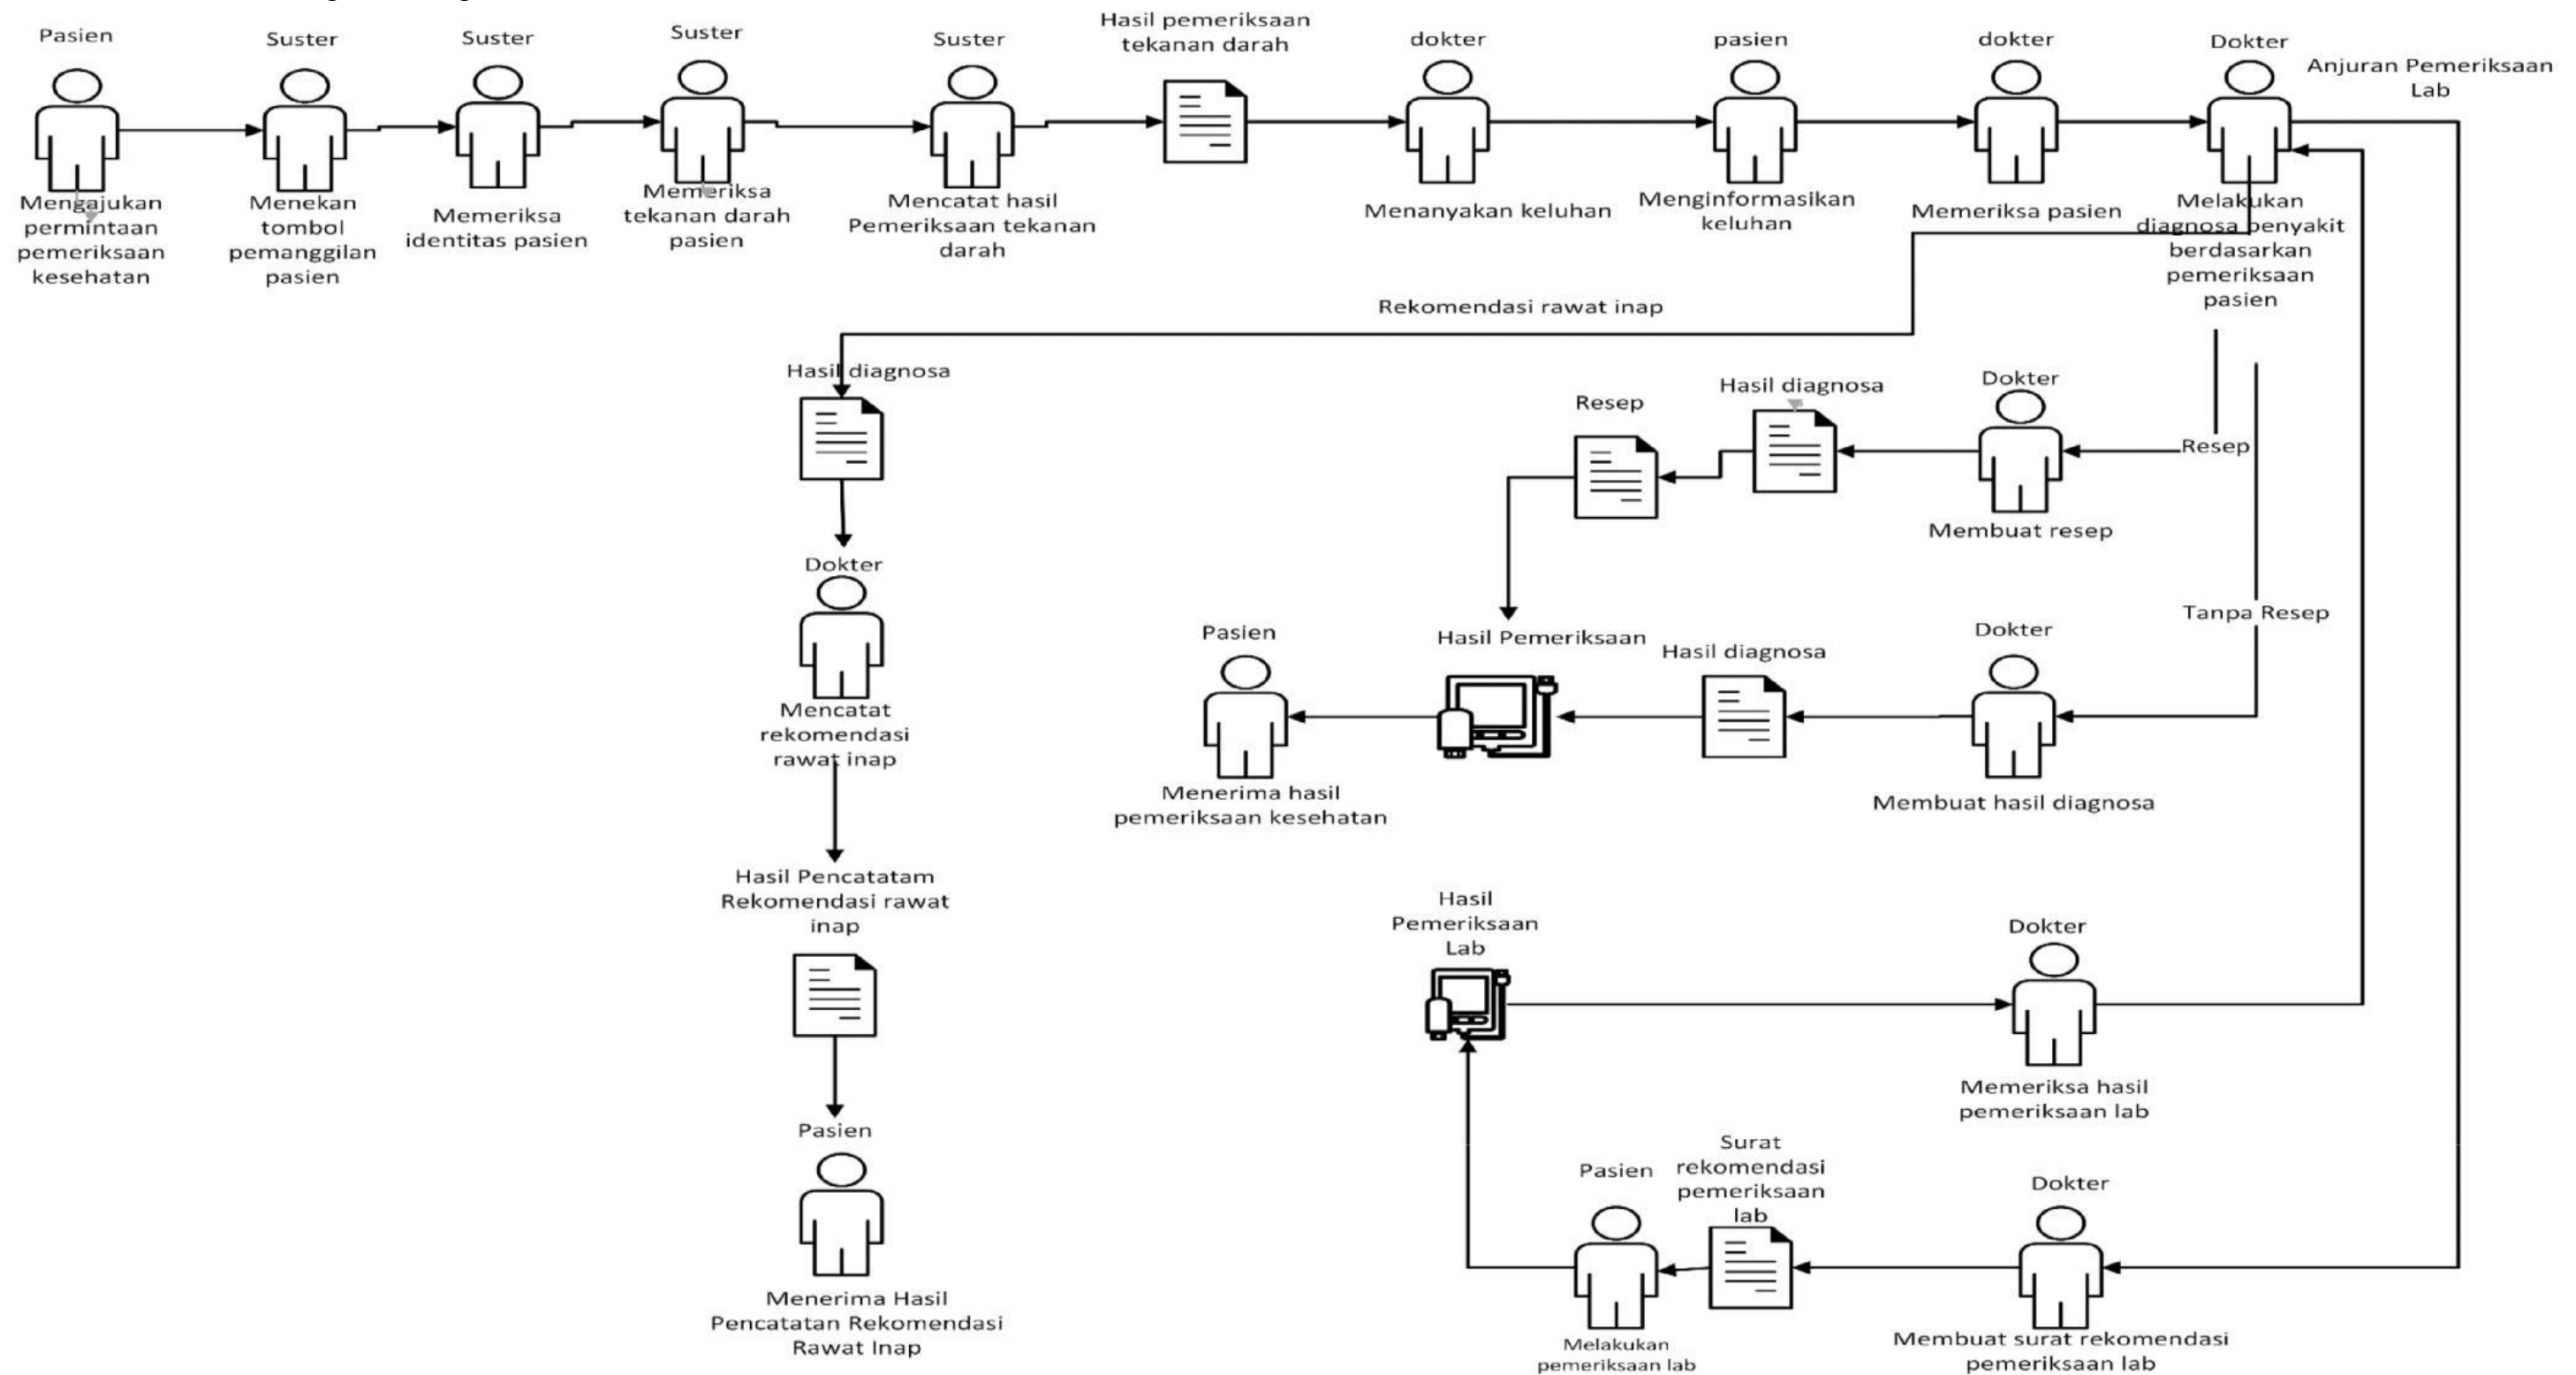 Pasien
Mengajukan
permintaan
pemeriksaan
kesehatan
Suster
Menekan
tombol
pemanggilan
pasien
Suster
Memeriksa
identitas pasien
Suster
Memeriksa
tekanan darah
pasien
Suster
Mencatat hasil
Pemeriksaan tekanan
darah
Hasil pemeriksaan
tekanan darah
dokter
Menanyakan keluhan
pasien
Menginformasikan
keluhan
dokter
Memeriksa pasien
Dokter
Melakukan
diagnosa penyakit
berdasarkan
pemeriksaan
pasien
Anjuran Pemeriksaan
Lab
Rekomendasi rawat inap
Hasil diagnosa
Dokter
Mencatat
rekomendasi
rawat inap
Hasil Pencatatam
Rekomendasi rawat
inap
Pasien
Menerima Hasil
Pencatatan Rekomendasi
Rawat Inap
Resep
Dokter
Membuat resep
Hasil diagnosa
Resep
Tanpa Resep
Dokter
Membuat hasil diagnosa
Hasil diagnosa
Hasil Pemeriksaan
Pasien
Menerima hasil
pemeriksaan kesehatan
Hasil
Pemeriksaan
Lab
Dokter
Memeriksa hasil
pemeriksaan lab
Surat
rekomendasi
pemeriksaan
lab
Pasien
Melakukan
pemeriksaan lab
Dokter
Membuat surat rekomendasi
pemeriksaan lab